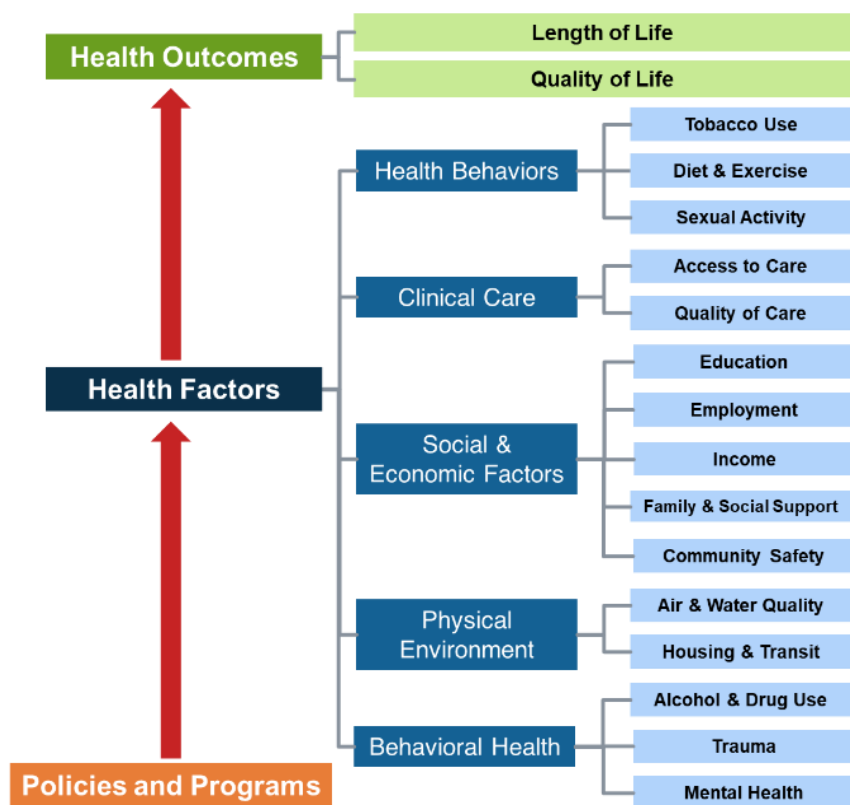 Health Outcomes
Length of Life
Quality of Life
Health Factors
Health Behaviors
Tobacco Use
Diet & Exercise
Sexual Activity
Clinical Care
Access to Care
Quality of Care
Social &
Economic Factors
Education
Employment
Income
Family & Social Support
Community Safety
Physical
Environment
Air & Water Quality
Housing & Transit
Behavioral Health
Alcohol & Drug Use
Trauma
Mental Health
Policies and Programs